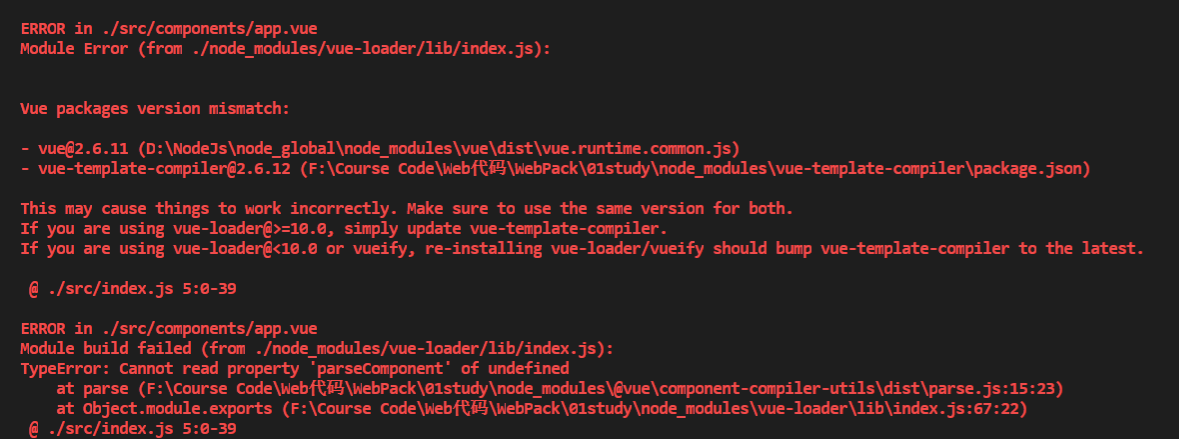 ERROR in ./src/components/app.vue
Module Error (from ./node_modules/vue-loader/lib/index.js):
Vue packages version mismatch:
- vue@2.6.11 (D:\NodeJs\node_global\node_modules\vue\dist\vue.runtime.common.js)
- vue-template-compiler@2.6.12 (F:\Course Code\Web代码\WebPack\01study\node_modules\vue-template-compiler\package.json)
This may cause things to work incorrectly. Make sure to use the same version for both.
If you are using vue-loader@>=10.0, simply update vue-template-compiler.
If you are using vue-loader@<10.0 or vueify, re-installing vue-loader/vueify should bump vue-template-compiler to the latest.
@ ./src/index.js 5:0-39
ERROR in ./src/components/app.vue
Module build failed (from ./node_modules/vue-loader/lib/index.js):
TypeError: Cannot read property 'parseComponent' of undefined
at parse (F:\Course Code\Web代码\WebPack\01study\node_modules\@vue\component-compiler-utils\dist\parse.js:15:23)
at Object.module.exports (F:\Course Code\Web代码\WebPack\01study\node_modules\vue-loader\lib\index.js:67:22)
@ ./src/index.js 5:0-39